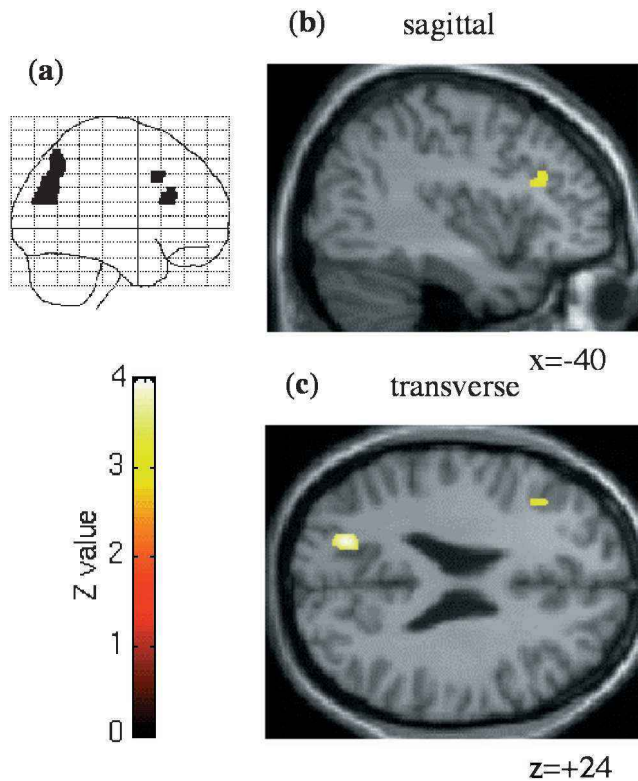 (b) sagittal
(a)
x=-40
(c) transverse
4
3
2
1
0
Z value
z=+24